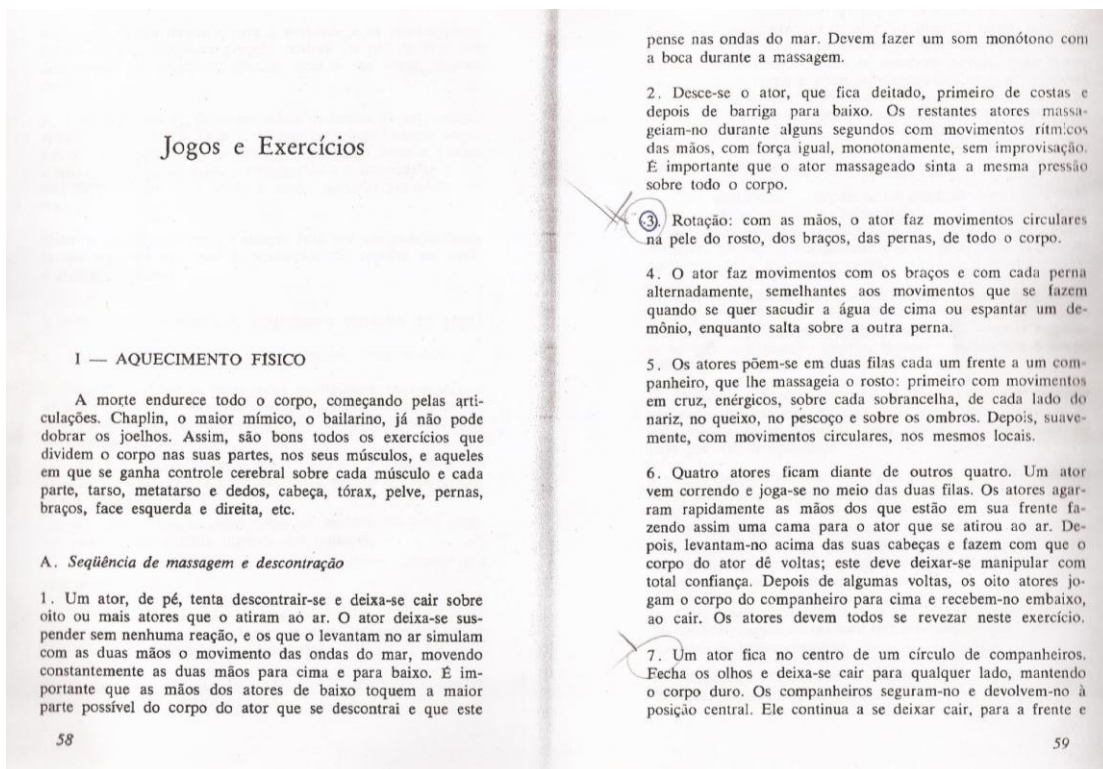 Jogos e Exercícios
I — AQUECIMENTO FÍSICO
A morte endurece todo o corpo, começando pelas arti-
culações. Chaplin, o maior mímico, o bailarino, já não pode
dobrar os joelhos. Assim, são bons todos os exercícios que
dividem o corpo nas suas partes, nos seus músculos, e aqueles
em que se ganha controle cerebral sobre cada músculo e cada
parte, tarso, metatarso e dedos, cabeça, tórax, pelve, pernas,
braços, face esquerda e direita, etc.
A. Seqüência de massagem e descontração
1. Um ator, de pé, tenta descontrair-se e deixa-se cair sobre
oito ou mais atores que o atiram ao ar. O ator deixa-se sus-
pender sem nenhuma reação, e os que o levantam no ar simulam
com as duas mãos o movimento das ondas do mar, movendo
constantemente as duas mãos para cima e para baixo. É im-
portante que as mãos dos atores de baixo toquem a maior
parte possível do corpo do ator que se descontrai e que este
58
pense nas ondas do mar. Devem fazer um som monótono com
a boca durante a massagem.
2. Desce-se o ator, que fica deitado, primeiro de costas e
depois de barriga para baixo. Os restantes atores massa-
geiam-no durante alguns segundos com movimentos rítmicos
das mãos, com força igual, monotonamente, sem improvisação.
É importante que o ator massageado sinta a mesma pressão
sobre todo o corpo.
3. Rotação: com as mãos, o ator faz movimentos circulares
na pele do rosto, dos braços, das pernas, de todo o corpo.
4. O ator faz movimentos com os braços e com cada perna
alternadamente, semelhantes aos movimentos que se fazem
quando se quer sacudir a água de cima ou espantar um de-
mônio, enquanto salta sobre a outra perna.
5. Os atores põem-se em duas filas cada um frente a um com-
panheiro, que lhe massageia o rosto: primeiro com movimentos
em cruz, enérgicos, sobre cada sobrancelha, de cada lado do
nariz, no queixo, no pescoço e sobre os ombros. Depois, suave-
mente, com movimentos circulares, nos mesmos locais.
6. Quatro atores ficam diante de outros quatro. Um ator
vem correndo e joga-se no meio das duas filas. Os atores agar-
ram rapidamente as mãos dos que estão em sua frente fa-
zendo assim uma cama para o ator que se atirou ao ar. De-
pois, levantam-no acima das suas cabeças e fazem com que o
corpo do ator dê voltas; este deve deixar-se manipular com
total confiança. Depois de algumas voltas, os oito atores jo-
gam o corpo do companheiro para cima e recebem-no embaixo,
ao cair. Os atores devem todos se revezar neste exercício.
7. Um ator fica no centro de um círculo de companheiros.
Fecha os olhos e deixa-se cair para qualquer lado, mantendo
o corpo duro. Os companheiros seguram-no e devolvem-no à
posição central. Ele continua a se deixar cair, para a frente e
59